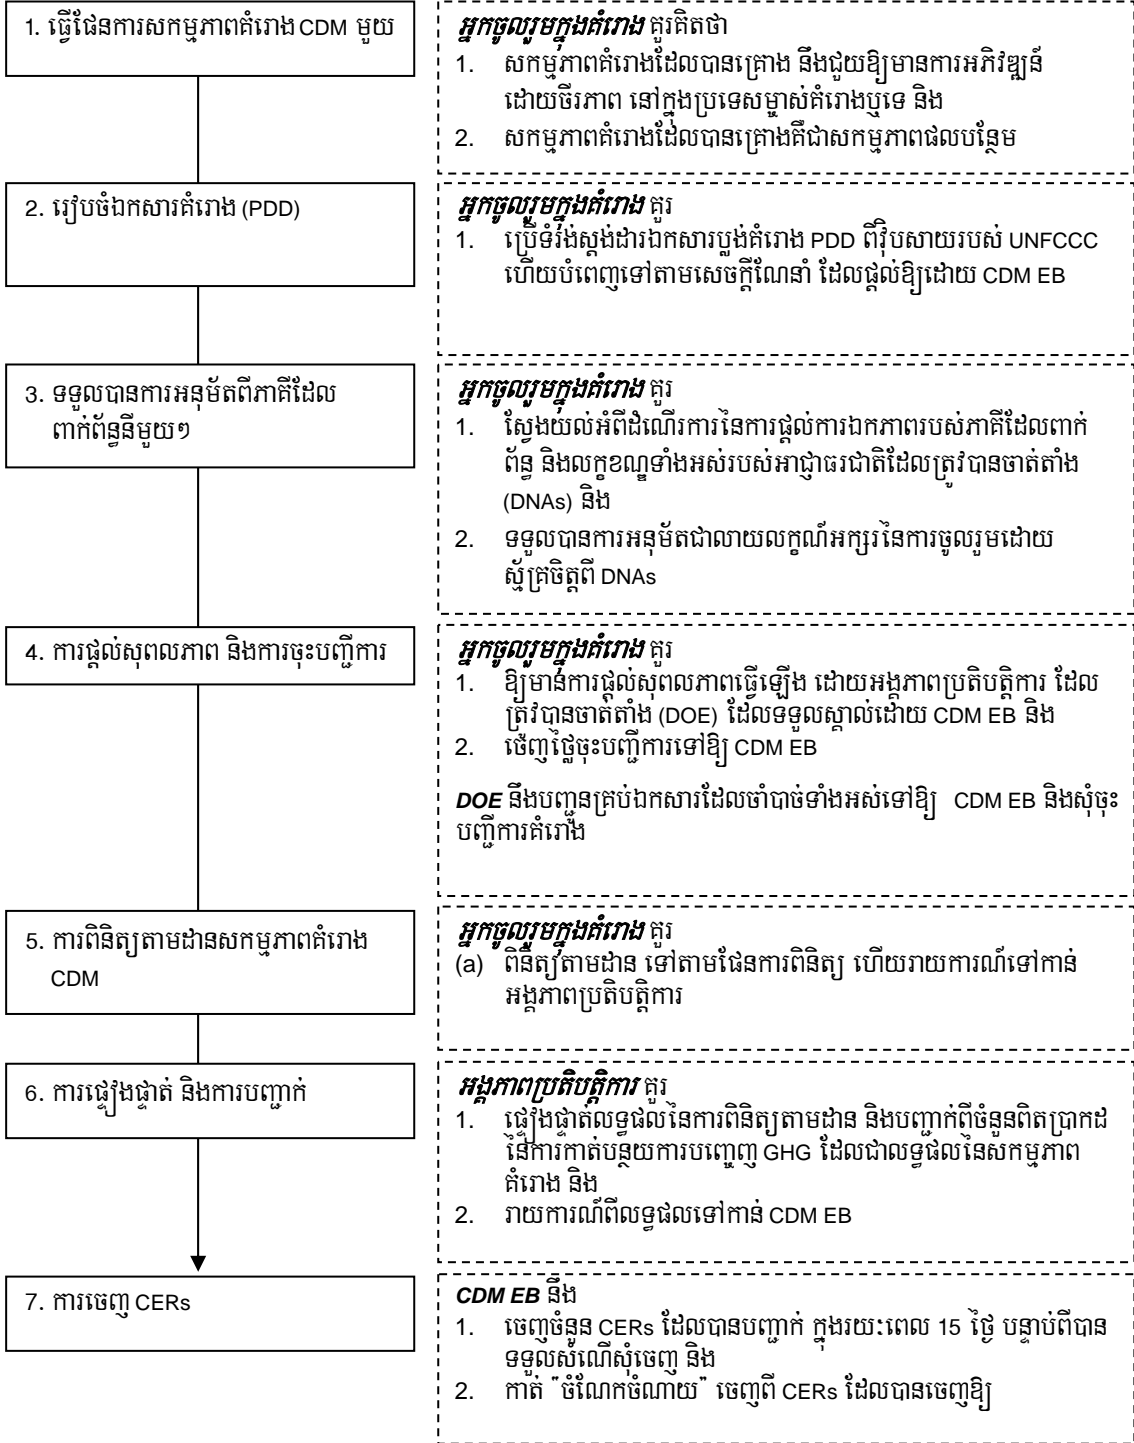 1. ធ្វើផែនការសកម្មភាពគំរោង CDM មួយ
អ្នកចូលរួមក្នុងគំរោង គួរគិតថា
1. សកម្មភាពគំរោងដែលបានគ្រោង នឹងជួយឱ្យមានការអភិវឌ្ឍន៍
ដោយចីរភាព នៅក្នុងប្រទេសម្ចាស់គំរោងឬទេ និង
2. សកម្មភាពគំរោងដែលបានគ្រោងគឺជាសកម្មភាពផលបន្ថែម
2. រៀបចំឯកសារគំរោង (PDD)
អ្នកចូលរួមក្នុងគំរោង គួរ
1. ប្រើទំរង់ស្តង់ដារឯកសារប្លង់គំរោង PDD ពីវ៉ិបសាយរបស់ UNFCCC
ហើយបំពេញទៅតាមសេចក្តីណែនាំ ដែលផ្តល់ឱ្យដោយ CDM EB
3. ទទួលបានការអនុម័តពីភាគីដែល
ពាក់ព័ន្ធនីមួយៗ
អ្នកចូលរួមក្នុងគំរោង គួរ
1. ស្វែងយល់អំពីដំណើរការនៃការផ្តល់ការឯកភាពរបស់ភាគីដែលពាក់
ព័ន្ធ និងលក្ខខណ្ឌទាំងអស់របស់អាជ្ញាធរជាតិដែលត្រូវបានចាត់តាំង
(DNAs) និង
2. ទទួលបានការអនុម័តជាលាយលក្ខណ៍អក្សរនៃការចូលរួមដោយ
ស្ម័គ្រចិត្តពី DNAs
4. ការផ្តល់សុពលភាព និងការចុះបញ្ជីការ
អ្នកចូលរួមក្នុងគំរោង គួរ
1. ឱ្យមានការផ្តល់សុពលភាពធ្វើឡើង ដោយអង្គភាពប្រតិបត្តិការ ដែល
ត្រូវបានចាត់តាំង (DOE) ដែលទទួលស្គាល់ដោយ CDM EB និង
2. ចេញថ្លៃចុះបញ្ជីការទៅឱ្យ CDM EB
DOE នឹងបញ្ជូនគ្រប់ឯកសារដែលចាំបាច់ទាំងអស់ទៅឱ្យ CDM EB និងសុំចុះ
បញ្ជីការគំរោង
5. ការពិនិត្យតាមដានសកម្មភាពគំរោង
CDM
អ្នកចូលរួមក្នុងគំរោង គួរ
(a) ពិនិត្យតាមដាន ទៅតាមផែនការពិនិត្យ ហើយរាយការណ៍ទៅកាន់
អង្គភាពប្រតិបត្តិការ
6. ការផ្ទៀងផ្ទាត់ និងការបញ្ជាក់
អង្គភាពប្រតិបត្តិការ គួរ
1. ផ្ទៀងផ្ទាត់លទ្ធផលនៃការពិនិត្យតាមដាន និងបញ្ជាក់ពីចំនួនពិតប្រាកដ
នៃការកាត់បន្ថយការបញ្ចេញ GHG ដែលជាលទ្ធផលនៃសកម្មភាព
គំរោង និង
2. រាយការណ៍ពីលទ្ធផលទៅកាន់ CDM EB
7. ការចេញ CERs
CDM EB នឹង
1. ចេញចំនួន CERs ដែលបានបញ្ជាក់ ក្នុងរយៈពេល 15 ថ្ងៃ បន្ទាប់ពីបាន
ទទួលសំណើសុំចេញ និង
2. កាត់ "ចំណែកចំណាយ" ចេញពី CERs ដែលបានចេញឱ្យ